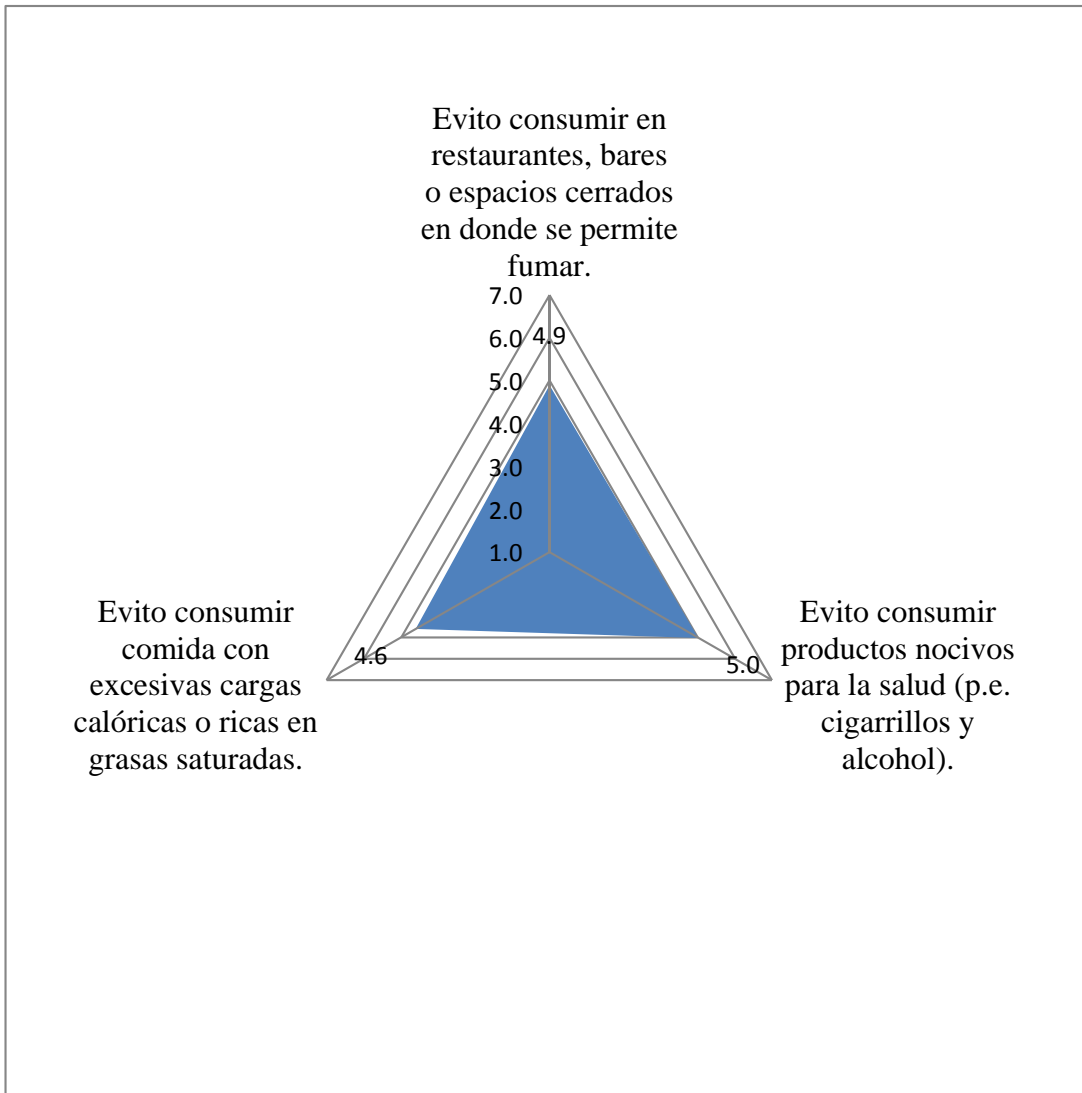 Evito consumir en
restaurantes, bares
o espacios cerrados
en donde se permite
fumar.
7.0
6.0
4.9
5.0
4.0
3.0
2.0
1.0
Evito consumir
comida con
excesivas cargas
calóricas o ricas en
grasas saturadas.
4.6
5.0
Evito consumir
productos nocivos
para la salud (p.e.
cigarrillos y
alcohol).